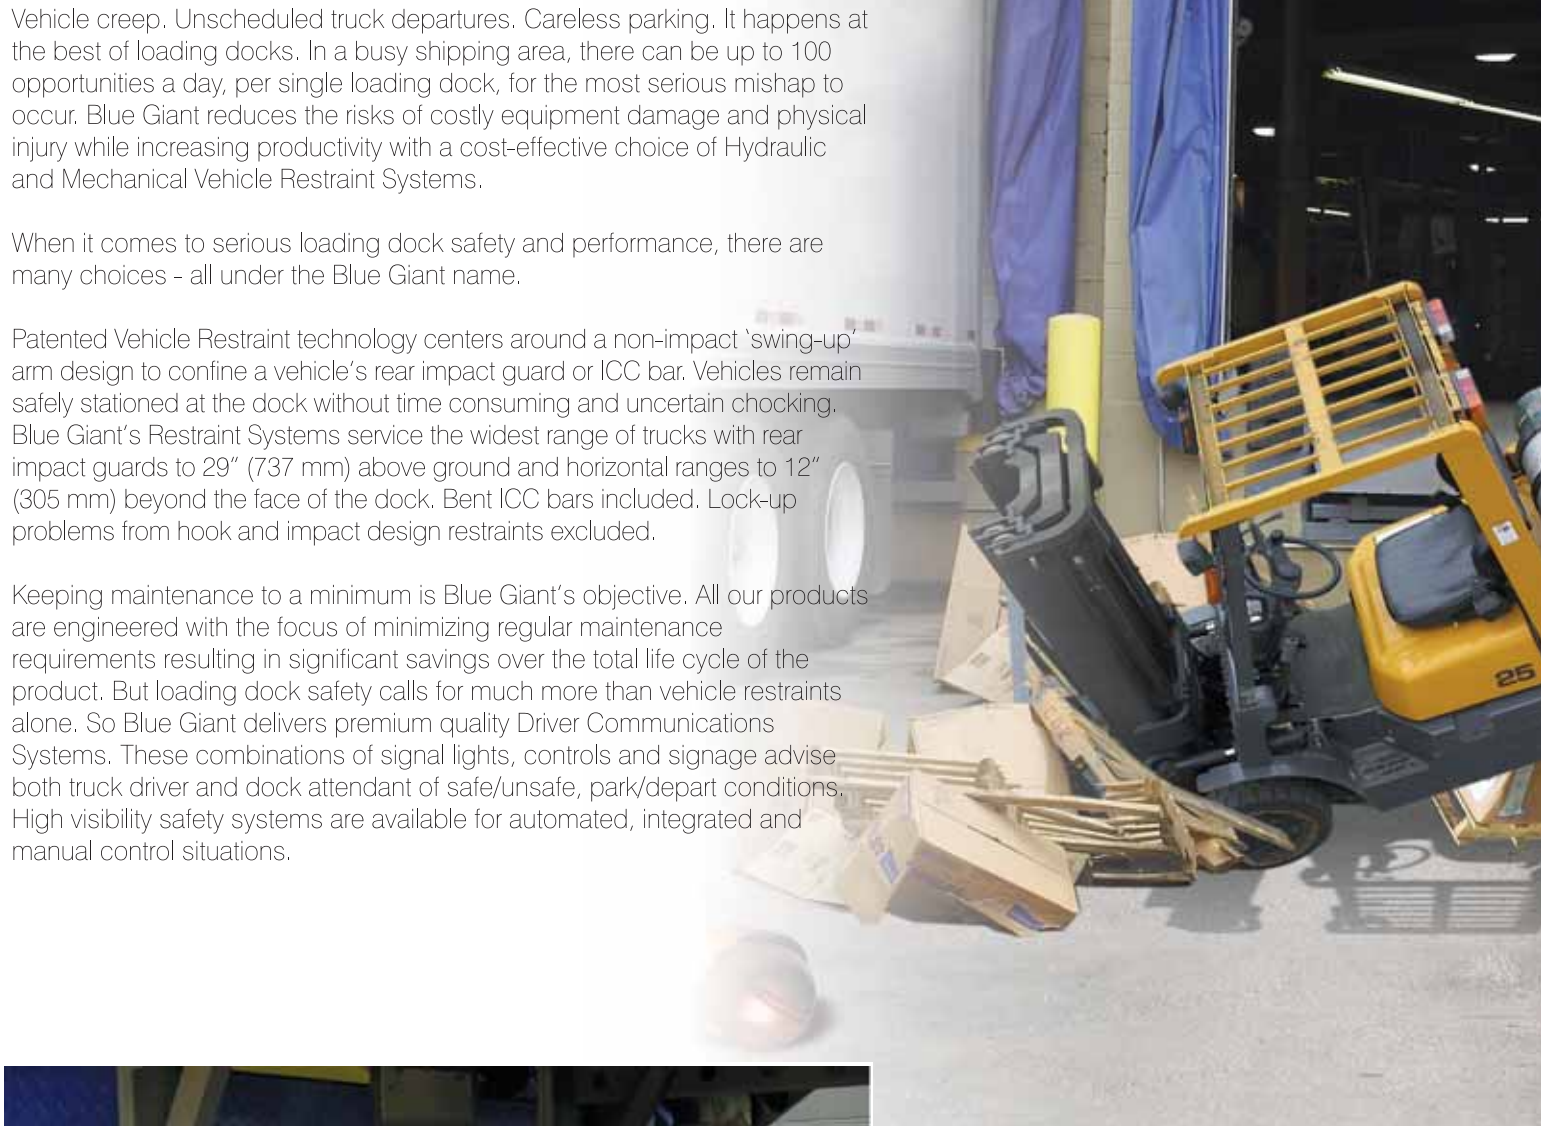 Vehicle creep. Unscheduled truck departures. Careless parking. It happens at
the best of loading docks. In a busy shipping area, there can be up to 100
opportunities a day, per single loading dock, for the most serious mishap to
occur. Blue Giant reduces the risks of costly equipment damage and physical
injury while increasing productivity with a cost-effective choice of Hydraulic
and Mechanical Vehicle Restraint Systems.
When it comes to serious loading dock safety and performance, there are
many choices - all under the Blue Giant name.
Patented Vehicle Restraint technology centers around a non-impact ‘swing-up’
arm design to confine a vehicle’s rear impact guard or ICC bar. Vehicles remain
safely stationed at the dock without time consuming and uncertain chocking.
Blue Giant’s Restraint Systems service the widest range of trucks with rear
impact guards to 29” (737 mm) above ground and horizontal ranges to 12”
(305 mm) beyond the face of the dock. Bent ICC bars included. Lock-up
problems from hook and impact design restraints excluded.
Keeping maintenance to a minimum is Blue Giant’s objective. All our products
are engineered with the focus of minimizing regular maintenance
requirements resulting in significant savings over the total life cycle of the
product. But loading dock safety calls for much more than vehicle restraints
alone. So Blue Giant delivers premium quality Driver Communications
Systems. These combinations of signal lights, controls and signage advise
both truck driver and dock attendant of safe/unsafe, park/depart conditions.
High visibility safety systems are available for automated, integrated and
manual control situations.
25